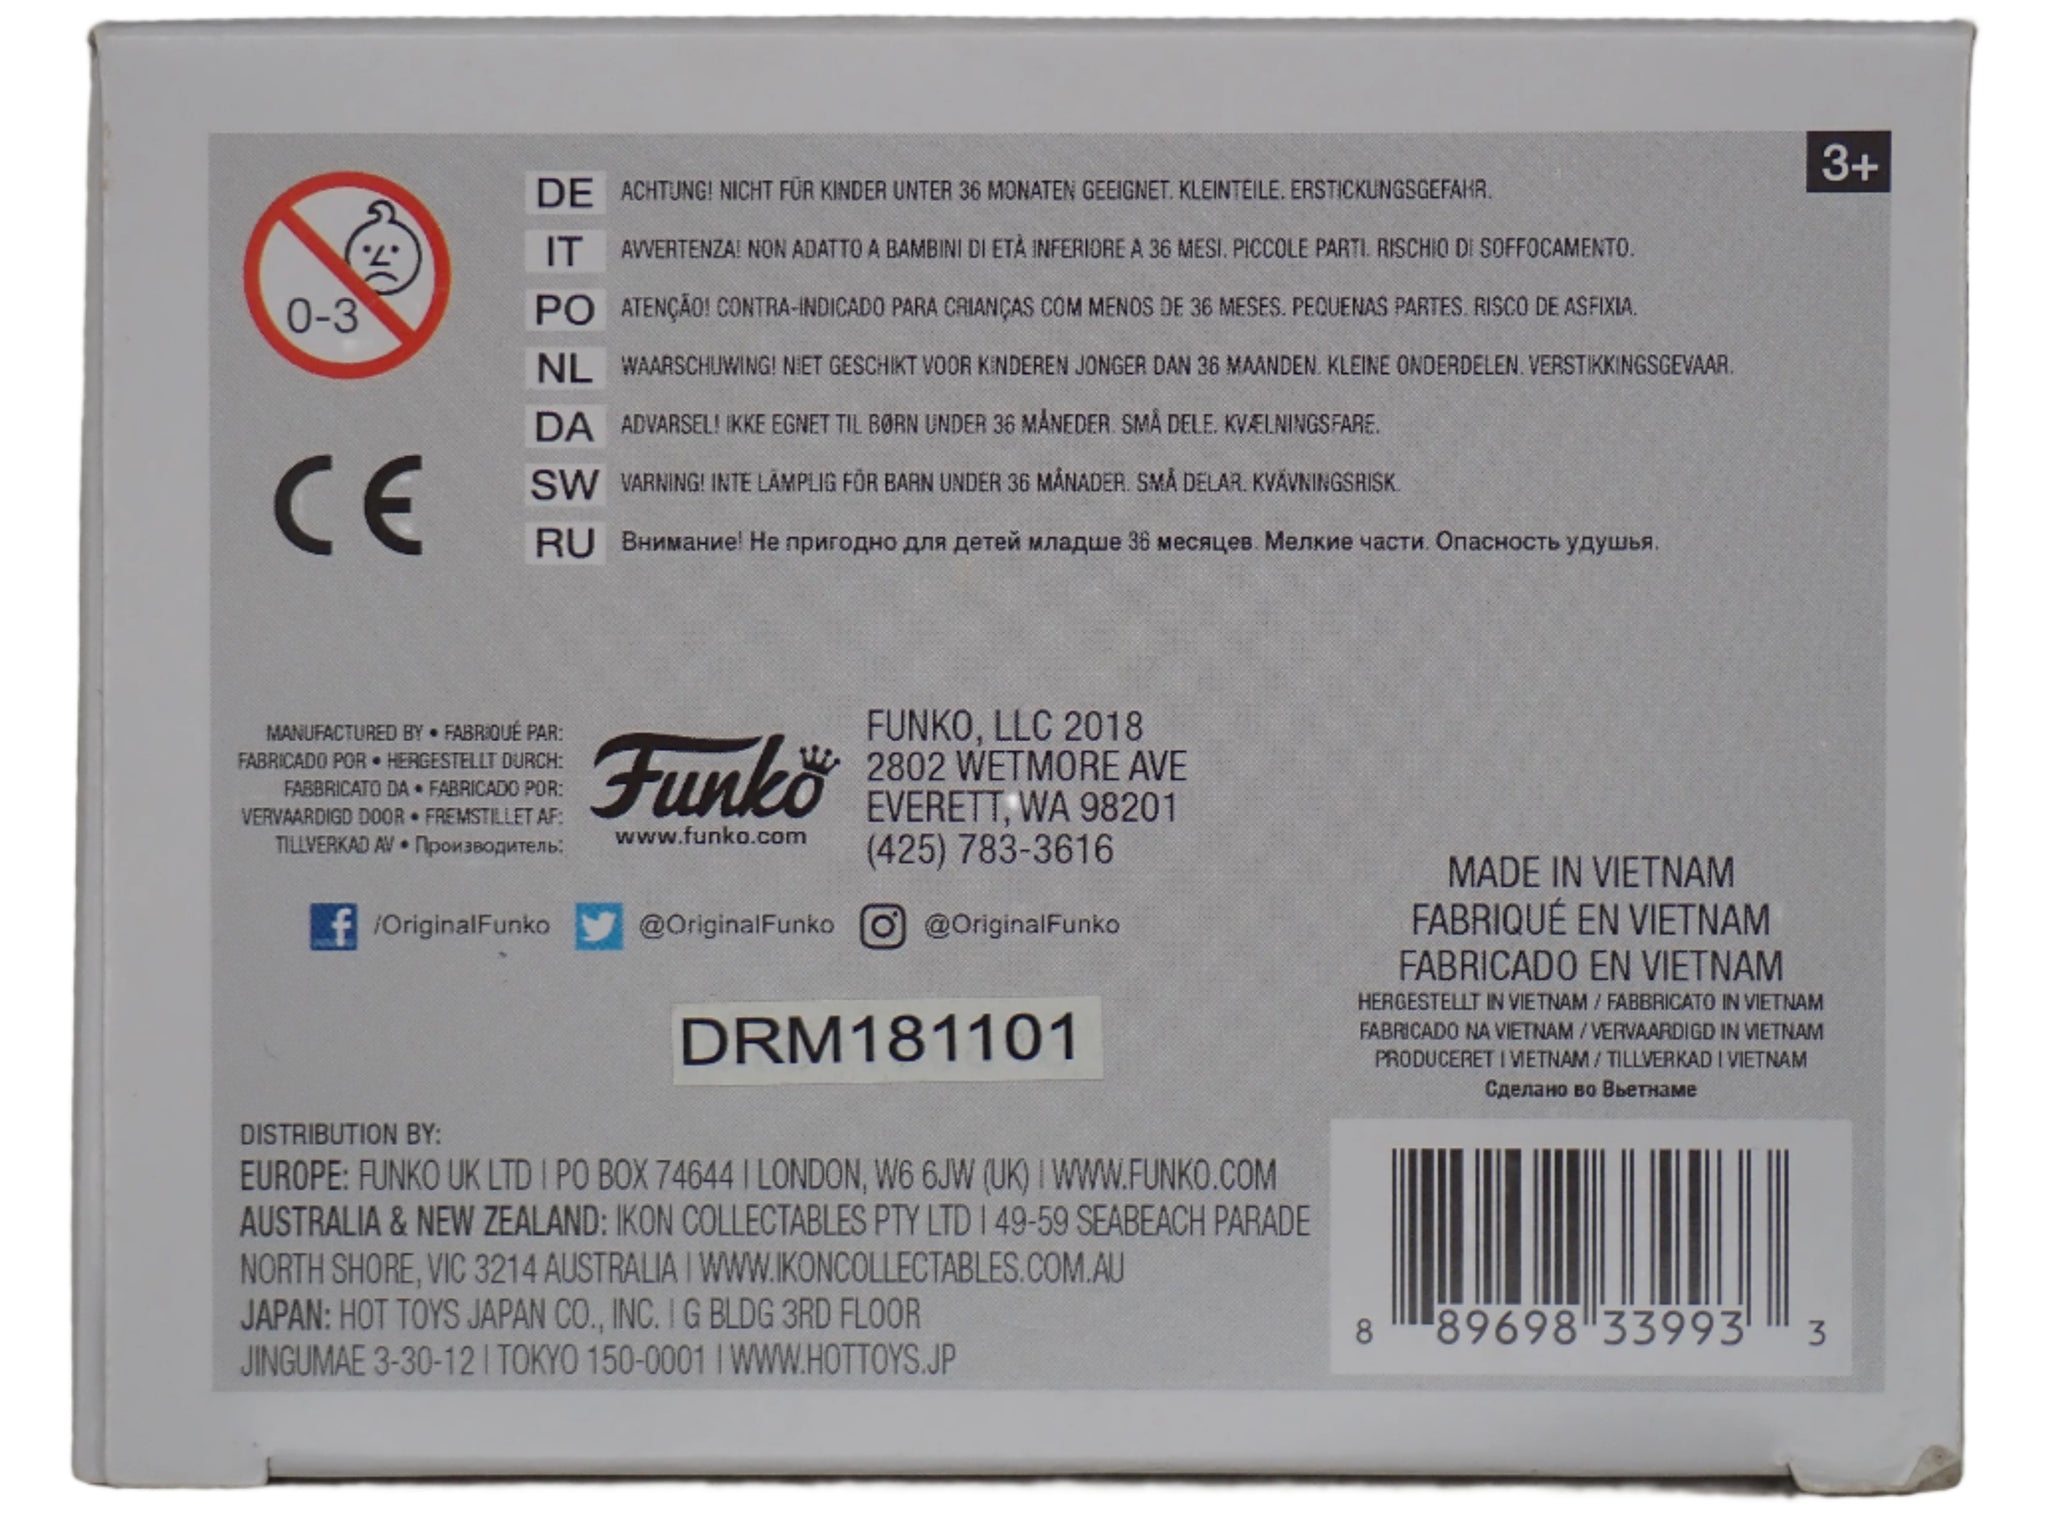 3+
0-3
DE ACHTUNG! NICHT FÜR KINDER UNTER 36 MONATEN GEEIGNET. KLEINTEILE. ERSTICKUNGSGEFAHR.
IT AVVERTENZA! NON ADATTO A BAMBINI DI ETÀ INFERIORE A 36 MESI. PICCOLE PARTI. RISCHIO DI SOFFOCAMENTO.
PO ATENÇÃO! CONTRA-INDICADO PARA CRIANÇAS COM MENOS DE 36 MESES. PEQUENAS PARTES. RISCO DE ASFIXIA.
NL WAARSCHUWING! NIET GESCHIKT VOOR KINDEREN JONGER DAN 36 MAANDEN. KLEINE ONDERDELEN. VERSTIKKINGSGEVAAR.
DA ADVARSEL! IKKE EGNET TIL BØRN UNDER 36 MÅNEDER. SMÅ DELE. KVÆLNINGSFARE.
SW VARNING! INTE LÄMPLIG FÖR BARN UNDER 36 MÅNADER. SMÅ DELAR. KVÄVNINGSRISK.
RU Внимание! Не пригодно для детей младше 36 месяцев. Мелкие части. Опасность удушья.
CE
MANUFACTURED BY • FABRIQUÉ PAR:
FABRICADO POR • HERGESTELLT DURCH:
FABBRICATO DA • FABRICADO POR:
VERVAARDIGD DOOR • FREMSTILLET AF:
TILLVERKAD AV • Производитель:
Funko
www.funko.com
FUNKO, LLC 2018
2802 WETMORE AVE
EVERETT, WA 98201
(425) 783-3616
/OriginalFunko @OriginalFunko @OriginalFunko
DRM181101
MADE IN VIETNAM
FABRIQUÉ EN VIETNAM
FABRICADO EN VIETNAM
HERGESTELLT IN VIETNAM / FABBRICATO IN VIETNAM
FABRICADO NA VIETNAM / VERVAARDIGD IN VIETNAM
PRODUCERET I VIETNAM / TILLVERKAD I VIETNAM
Сделано во Вьетнаме
DISTRIBUTION BY:
EUROPE: FUNKO UK LTD | PO BOX 74644 | LONDON, W6 6JW (UK) | WWW.FUNKO.COM
AUSTRALIA & NEW ZEALAND: IKON COLLECTABLES PTY LTD | 49-59 SEABEACH PARADE
NORTH SHORE, VIC 3214 AUSTRALIA | WWW.IKONCOLLECTABLES.COM.AU
JAPAN: HOT TOYS JAPAN CO., INC. | G BLDG 3RD FLOOR
JINGUMAE 3-30-12 | TOKYO 150-0001 | WWW.HOTTOYS.JP
8 89698 33993 3